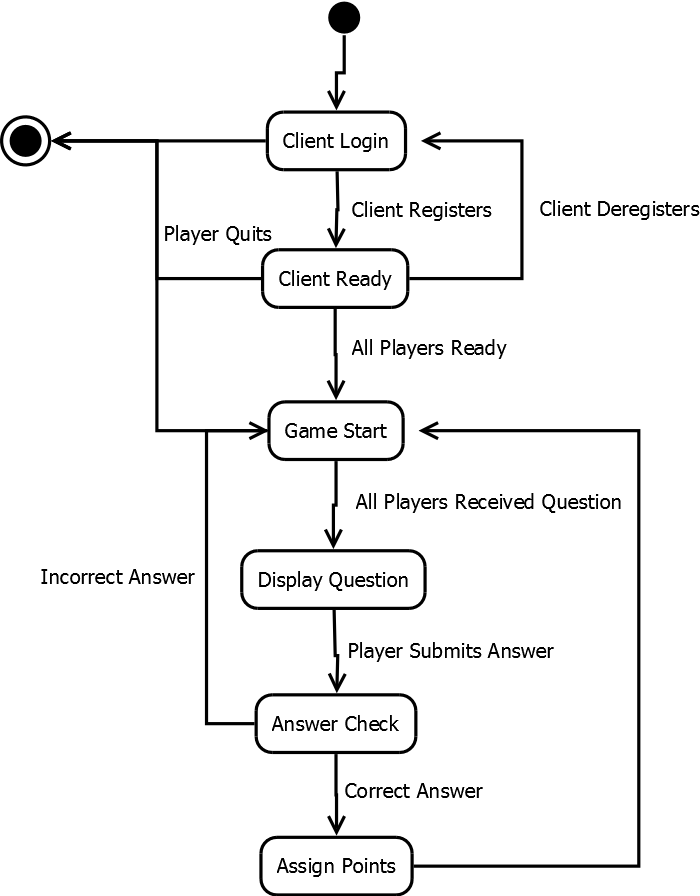 Client Login
Client Registers
Client Deregisters
Player Quits
Client Ready
All Players Ready
Game Start
All Players Received Question
Incorrect Answer
Display Question
Player Submits Answer
Answer Check
Correct Answer
Assign Points